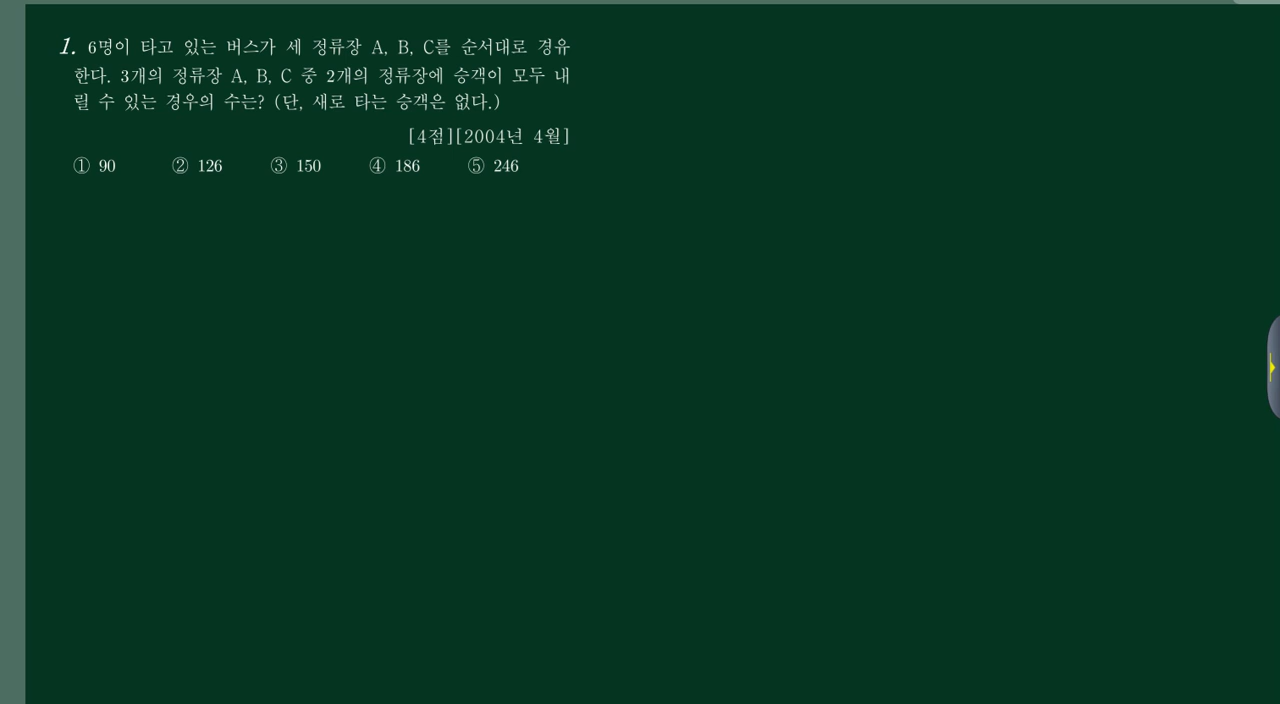 1. 6명이 타고 있는 버스가 세 정류장 A, B, C를 순서대로 경유
한다. 3개의 정류장 A, B, C 중 2개의 정류장에 승객이 모두 내
릴 수 있는 경우의 수는? (단, 새로 타는 승객은 없다.)
[4점][2004년 4월]
① 90 ② 126 ③ 150 ④ 186 ⑤ 246